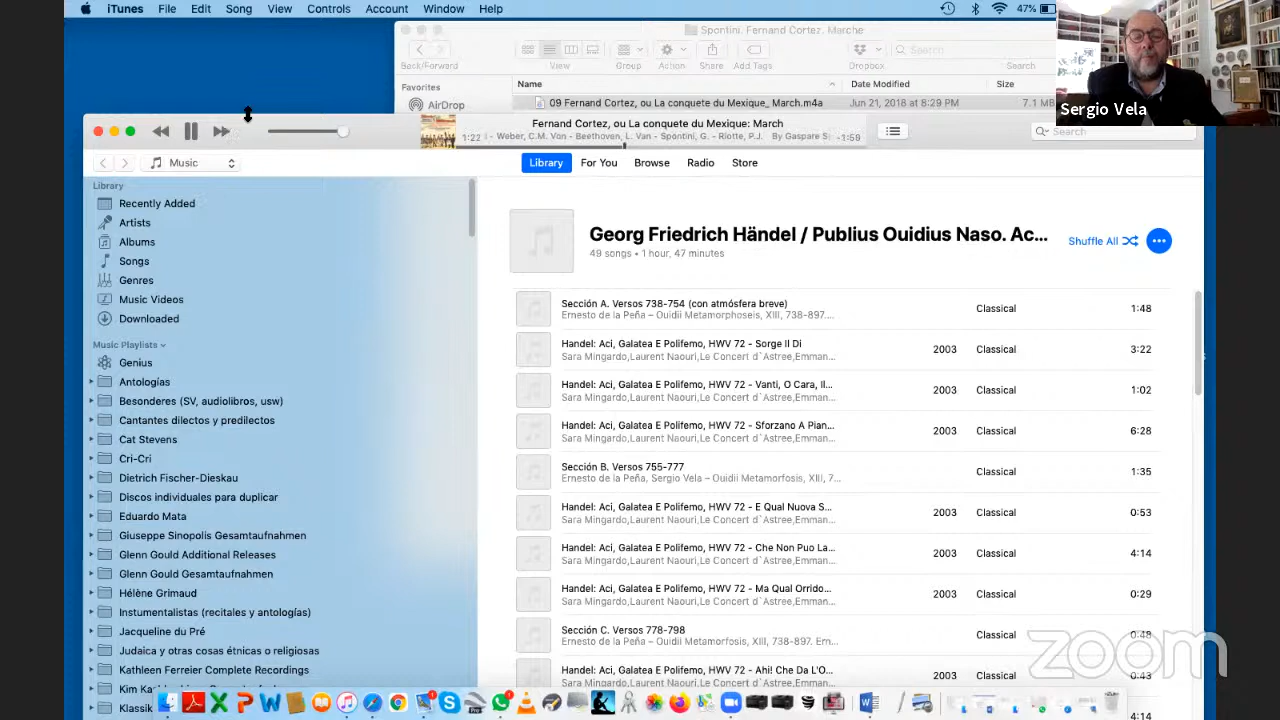 iTunes File Edit Song View Controls Account Window Help 47%
Spontini. Fernand Cortez. Marche
Search
Back/Forward View Group Action Share Add Tags Dropbox Search
Favorites Name Date Modified Size
AirDrop 09 Fernand Cortez, ou La conquete du Mexique_ March.m4a Jun 21, 2018 at 8:29 PM 7.1 MB
Sergio Vela
Fernand Cortez, ou La conquete du Mexique: March
1:22 - Weber, C.M. Von - Beethoven, L. Van - Spontini, G. - Riotte, P.J. By Gaspare S -1:59
Search
Music Library For You Browse Radio Store
Library
Recently Added
Artists
Albums
Songs
Genres
Music Videos
Downloaded
Music Playlists
Genius
Antologías
Besonderes (SV, audiolibros, usw)
Cantantes dilectos y predilectos
Cat Stevens
Cri-Cri
Dietrich Fischer-Dieskau
Discos individuales para duplicar
Eduardo Mata
Giuseppe Sinopolis Gesamtaufnahmen
Glenn Gould Additional Releases
Glenn Gould Gesamtaufnahmen
Hélène Grimaud
Instumentalistas (recitales y antologías)
Jacqueline du Pré
Judaica y otras cosas étnicas o religiosas
Kathleen Ferreier Complete Recordings
Klassik
Georg Friedrich Händel / Publius Ouidius Naso. Ac...
Shuffle All
49 songs • 1 hour, 47 minutes
Sección A. Versos 738-754 (con atmósfera breve) Classical 1:48
Ernesto de la Peña – Ouidii Metamorphoseis, XIII, 738-897....
Handel: Aci, Galatea E Polifemo, HWV 72 - Sorge Il Di 2003 Classical 3:22
Sara Mingardo,Laurent Naouri,Le Concert d`Astree,Emman...
Handel: Aci, Galatea E Polifemo, HWV 72 - Vanti, O Cara, Il... 2003 Classical 1:02
Sara Mingardo,Laurent Naouri,Le Concert d`Astree,Emman...
Handel: Aci, Galatea E Polifemo, HWV 72 - Sforzano A Pian... 2003 Classical 6:28
Sara Mingardo,Laurent Naouri,Le Concert d`Astree,Emman...
Sección B. Versos 755-777 Classical 1:35
Ernesto de la Peña, Sergio Vela – Ouidii Metamorfosis, XIII, 7...
Handel: Aci, Galatea E Polifemo, HWV 72 - E Qual Nuova S... 2003 Classical 0:53
Sara Mingardo,Laurent Naouri,Le Concert d`Astree,Emman...
Handel: Aci, Galatea E Polifemo, HWV 72 - Che Non Puo La... 2003 Classical 4:14
Sara Mingardo,Laurent Naouri,Le Concert d`Astree,Emman...
Handel: Aci, Galatea E Polifemo, HWV 72 - Ma Qual Orrido... 2003 Classical 0:29
Sara Mingardo,Laurent Naouri,Le Concert d`Astree,Emman...
Sección C. Versos 778-798 Classical 0:48
Ernesto de la Peña – Ouidii Metamorfosis, XIII, 738-897. Ern...
Handel: Aci, Galatea E Polifemo, HWV 72 - Ahi! Che Da L'O... 2003 Classical 0:43
Sara Mingardo,Laurent Naouri,Le Concert d`Astree,Emman...
4:14
zoom